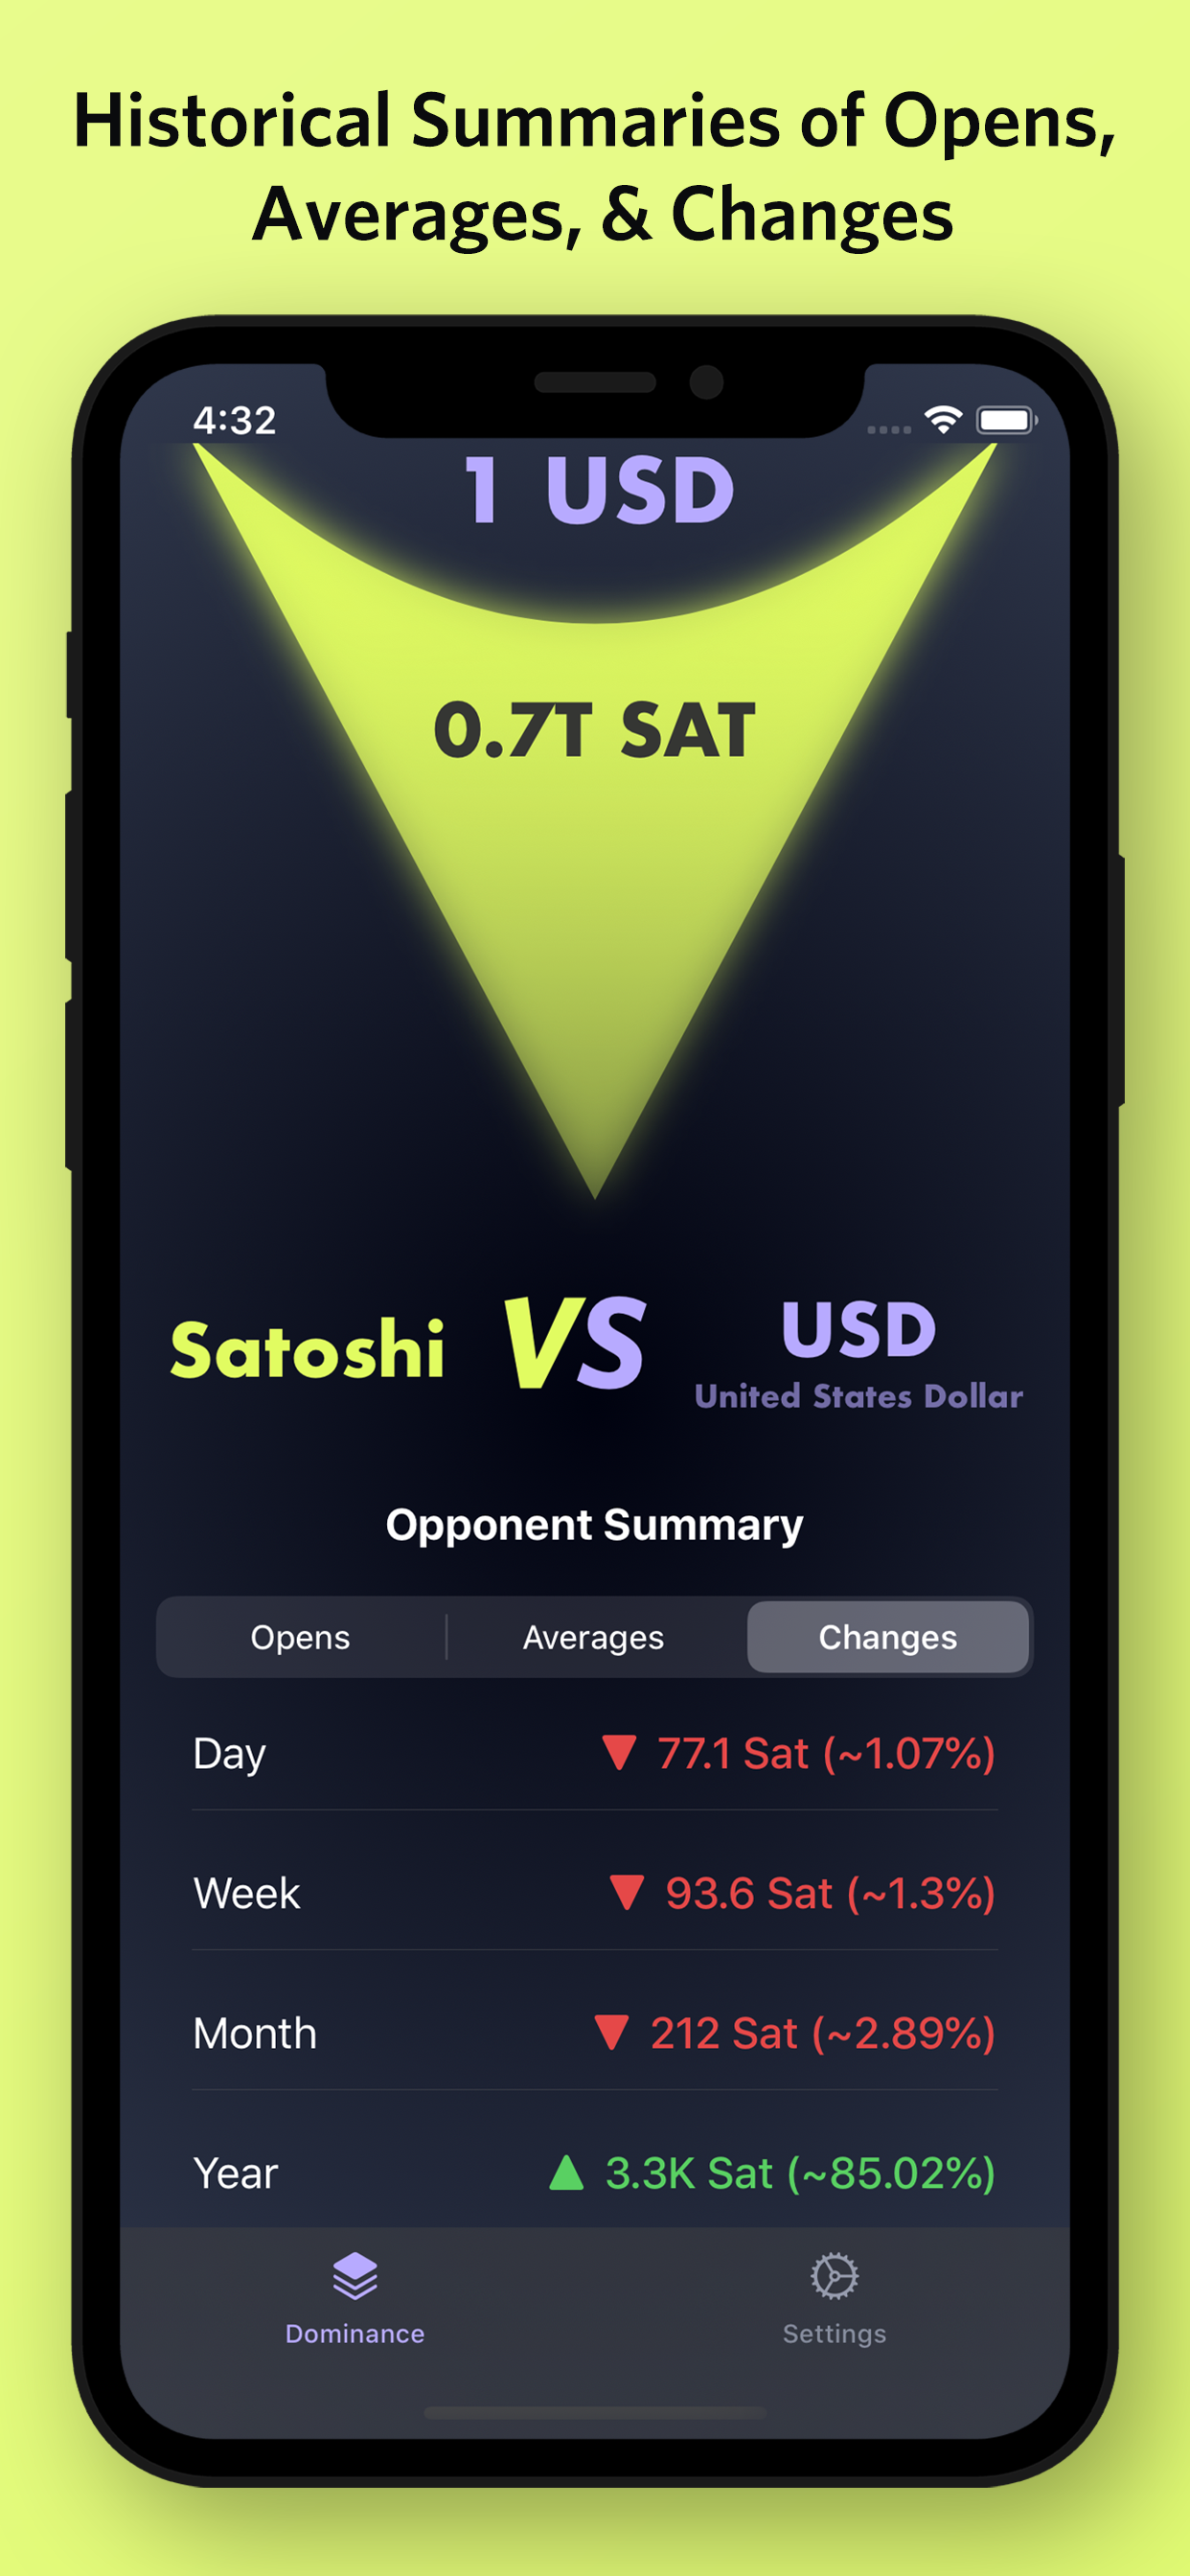 Historical Summaries of Opens,
Averages, & Changes
4:32
1 USD
0.7T SAT
Satoshi VS USD
United States Dollar
Opponent Summary
Opens Averages Changes
Day ▼ 77.1 Sat (~1.07%)
Week ▼ 93.6 Sat (~1.3%)
Month ▼ 212 Sat (~2.89%)
Year ▲ 3.3K Sat (~85.02%)
Dominance Settings